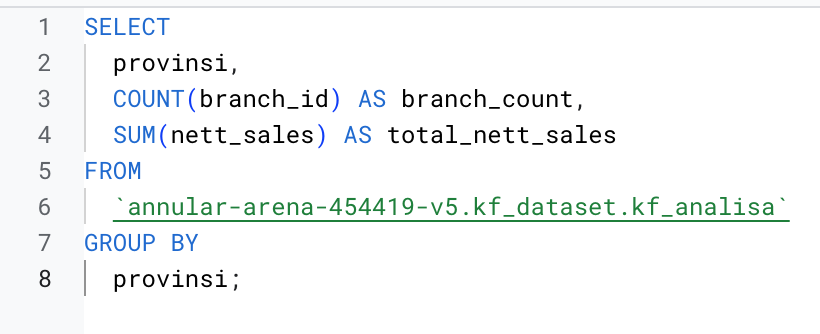 1 SELECT
2 provinsi,
3 COUNT(branch_id) AS branch_count,
4 SUM(nett_sales) AS total_nett_sales
5 FROM
6 `annular-arena-454419-v5.kf_dataset.kf_analisa`
7 GROUP BY
8 provinsi;